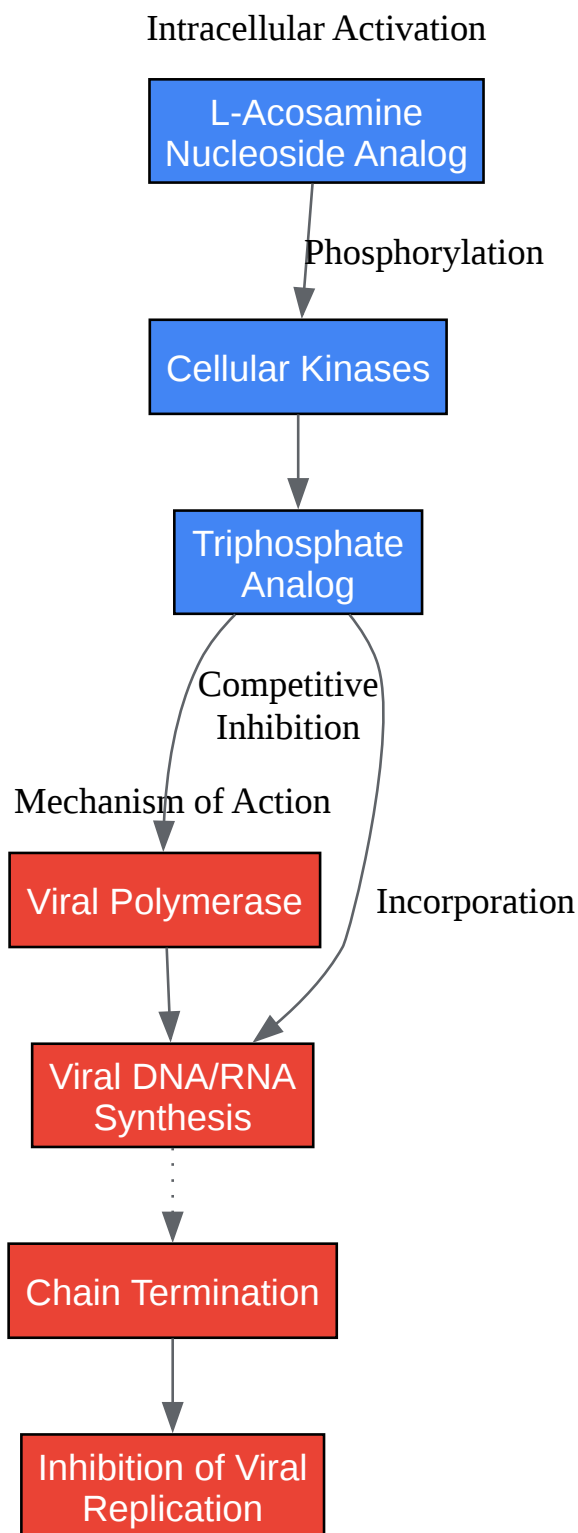 Intracellular Activation
L-Acosamine
Nucleoside Analog
Phosphorylation
Cellular Kinases
Triphosphate
Analog
Competitive
Inhibition
Mechanism of Action
Viral Polymerase
Incorporation
Viral DNA/RNA
Synthesis
Chain Termination
Inhibition of Viral
Replication